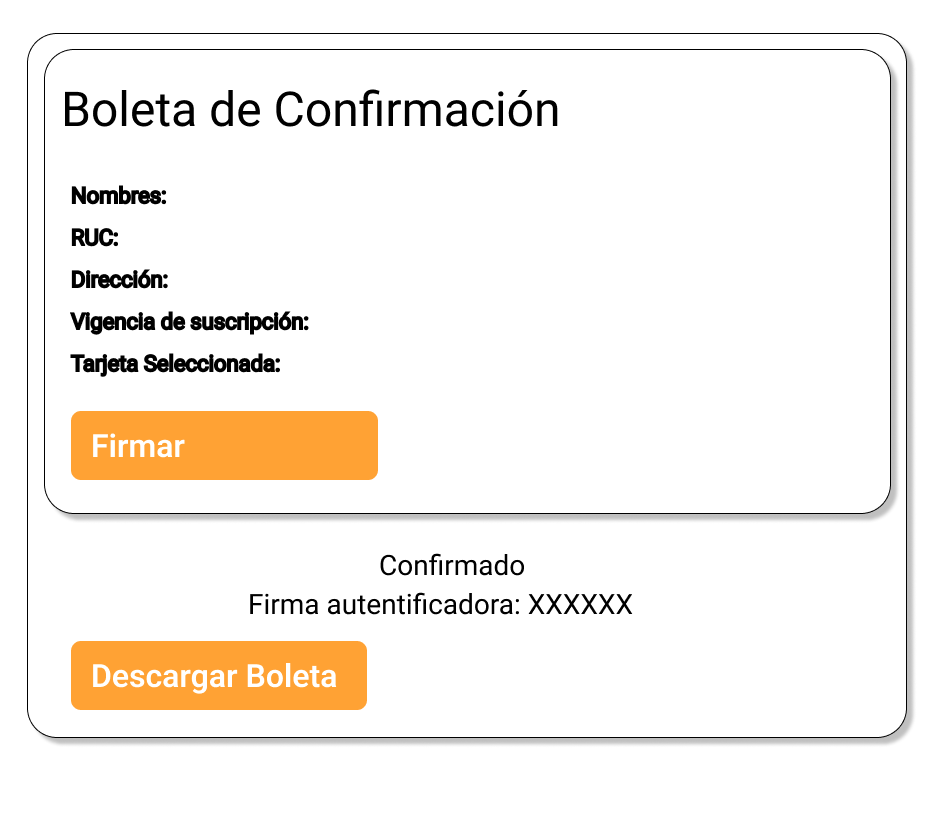 Boleta de Confirmación
Nombres:
RUC:
Dirección:
Vigencia de suscripción:
Tarjeta Seleccionada:
Firmar
Confirmado
Firma autentificadora: XXXXXX
Descargar Boleta